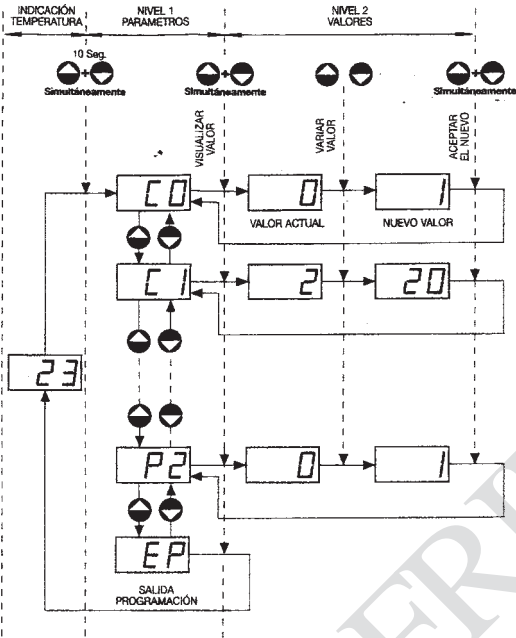 INDICACIÓN TEMPERATURA
NIVEL 1 PARAMETROS
NIVEL 2 VALORES
10 Seg.
Simultáneamente
Simultáneamente
Simultáneamente
VISUALIZAR VALOR
VARIAR VALOR
ACEPTAR EL NUEVO
C0
0
1
VALOR ACTUAL
NUEVO VALOR
C1
2
20
23
P2
0
1
EP
SALIDA PROGRAMACIÓN